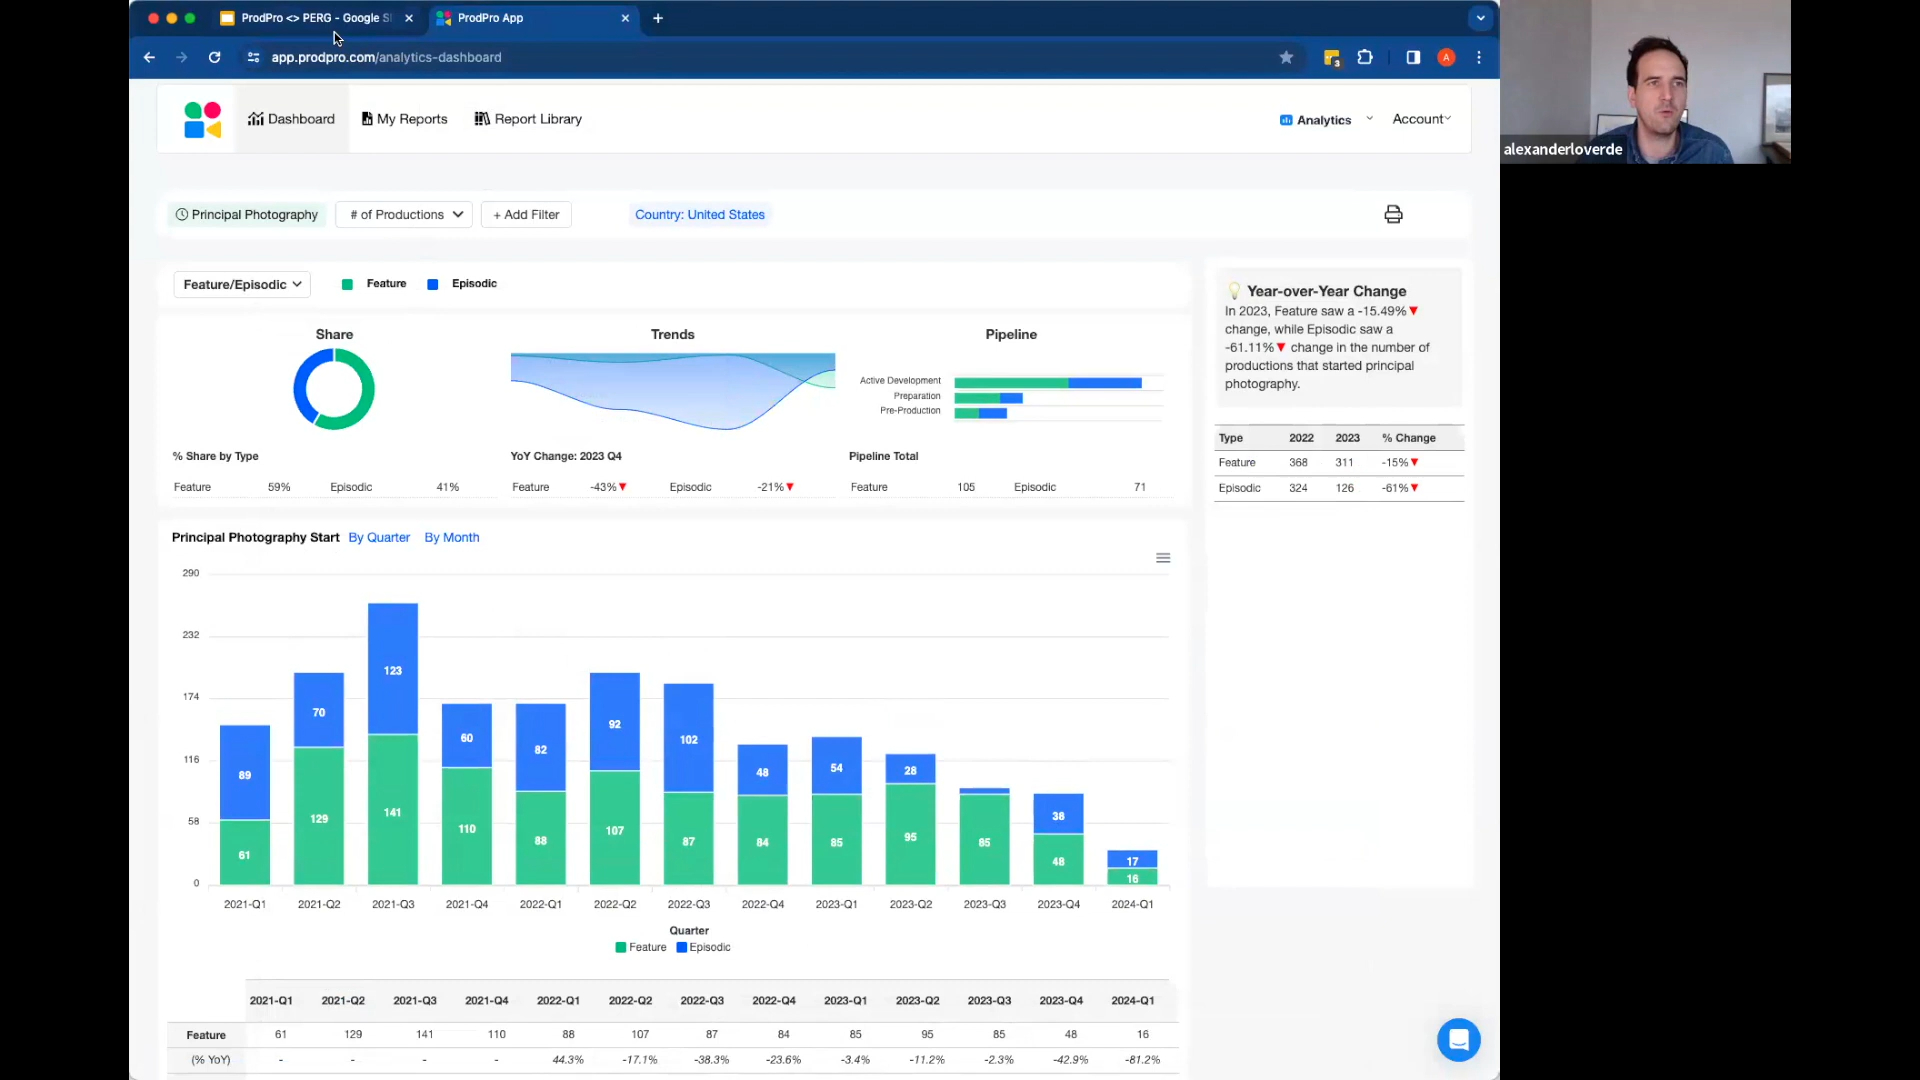 ProdPro <> PERG - Google Sl
ProdPro App
app.prodpro.com/analytics-dashboard
3
A
Dashboard
My Reports
Report Library
Analytics
Account
alexanderloverde
Principal Photography
# of Productions
+ Add Filter
Country: United States
Feature/Episodic
Feature
Episodic
Share
Trends
Pipeline
Active Development
Preparation
Pre-Production
% Share by Type
YoY Change: 2023 Q4
Pipeline Total
Feature 59% Episodic 41%
Feature -43%▼ Episodic -21%▼
Feature 105 Episodic 71
Year-over-Year Change
In 2023, Feature saw a -15.49%▼
change, while Episodic saw a
-61.11%▼ change in the number of
productions that started principal
photography.
Type 2022 2023 % Change
Feature 368 311 -15%▼
Episodic 324 126 -61%▼
Principal Photography Start By Quarter By Month
290
232
174
116
58
0
89
61
70
129
123
141
60
110
82
88
92
107
102
87
48
84
54
85
28
95
85
38
48
17
16
2021-Q1 2021-Q2 2021-Q3 2021-Q4 2022-Q1 2022-Q2 2022-Q3 2022-Q4 2023-Q1 2023-Q2 2023-Q3 2023-Q4 2024-Q1
Quarter
Feature Episodic
2021-Q1 2021-Q2 2021-Q3 2021-Q4 2022-Q1 2022-Q2 2022-Q3 2022-Q4 2023-Q1 2023-Q2 2023-Q3 2023-Q4 2024-Q1
Feature 61 129 141 110 88 107 87 84 85 95 85 48 16
(% YoY) - - - - 44.3% -17.1% -38.3% -23.6% -3.4% -11.2% -2.3% -42.9% -81.2%